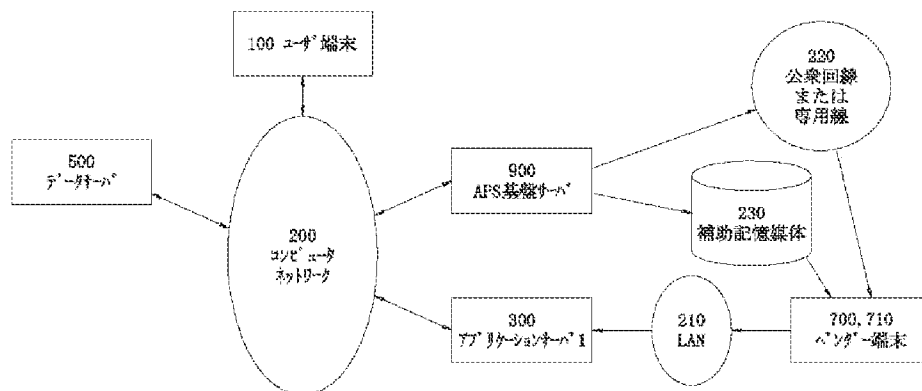 100 ユーザ端末
220
公衆回線
または
専用線
500
データサーバ
900
APS基盤サーバ
230
補助記憶媒体
200
コンピュータ
ネットワーク
300
アプリケーションサーバ1
210
LAN
700,710
ベンダー端末